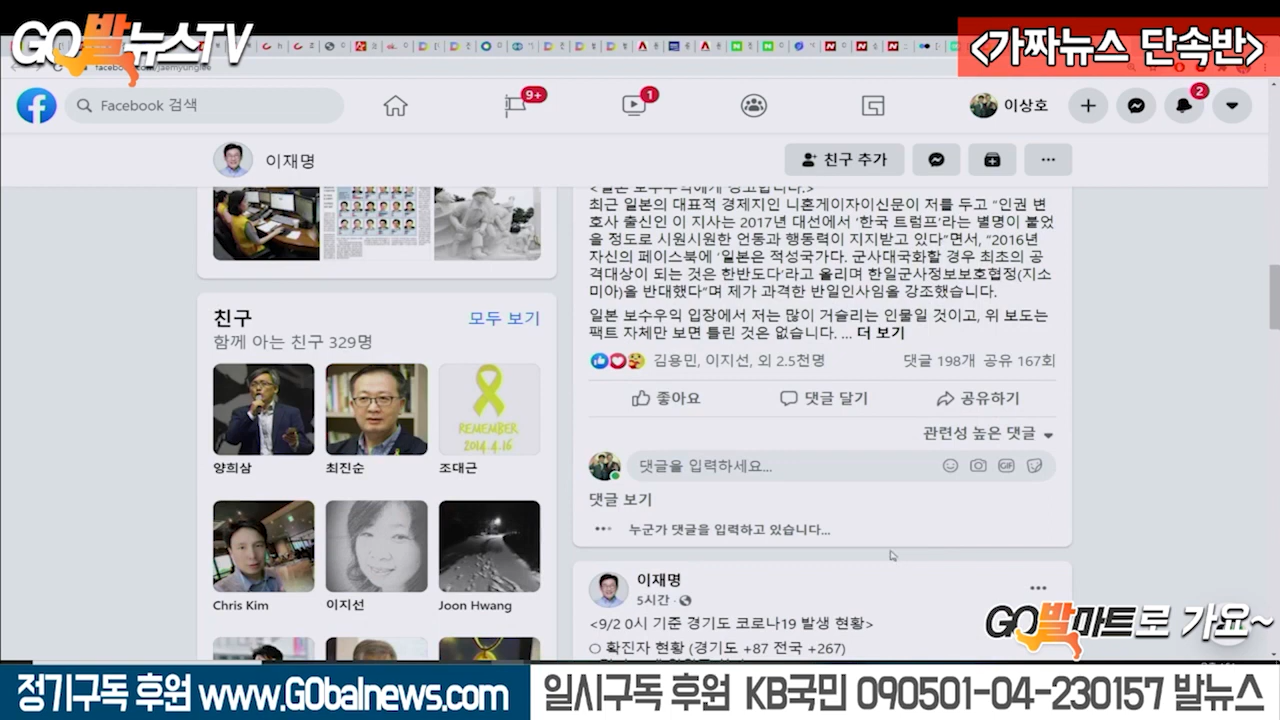 GO발뉴스TV
<가짜뉴스 단속반>
Facebook 검색
9+
1
이상호
2
이재명
친구 추가
<일본 보수우익에게 경고합니다.>
최근 일본의 대표적 경제지인 니혼게이자이신문이 저를 두고 “인권 변
호사 출신인 이 지사는 2017년 대선에서 ‘한국 트럼프’라는 별명이 붙었
을 정도로 시원시원한 언동과 행동력이 지지받고 있다”면서, “2016년
자신의 페이스북에 ‘일본은 적성국가다. 군사대국화할 경우 최초의 공
격대상이 되는 것은 한반도다’라고 올리며 한일군사정보보호협정(지소
미아)을 반대했다”며 제가 과격한 반일인사임을 강조했습니다.
일본 보수우익 입장에서 저는 많이 거슬리는 인물일 것이고, 위 보도는
팩트 자체만 보면 틀린 것은 없습니다. ... 더 보기
김용민, 이지선, 외 2.5천명
댓글 198개 공유 167회
좋아요
댓글 달기
공유하기
관련성 높은 댓글
댓글을 입력하세요...
GIF
댓글 보기
누군가 댓글을 입력하고 있습니다...
친구
모두 보기
함께 아는 친구 329명
REMEMBER
2014.4.16
양희삼
최진순
조대근
Chris Kim
이지선
Joon Hwang
이재명
5시간
<9/2 0시 기준 경기도 코로나19 발생 현황>
○ 확진자 현황 (경기도 +87 전국 +267)
GO발마트로 가요~
정기구독 후원 www.GObalnews.com
일시구독 후원 KB국민 090501-04-230157 발뉴스